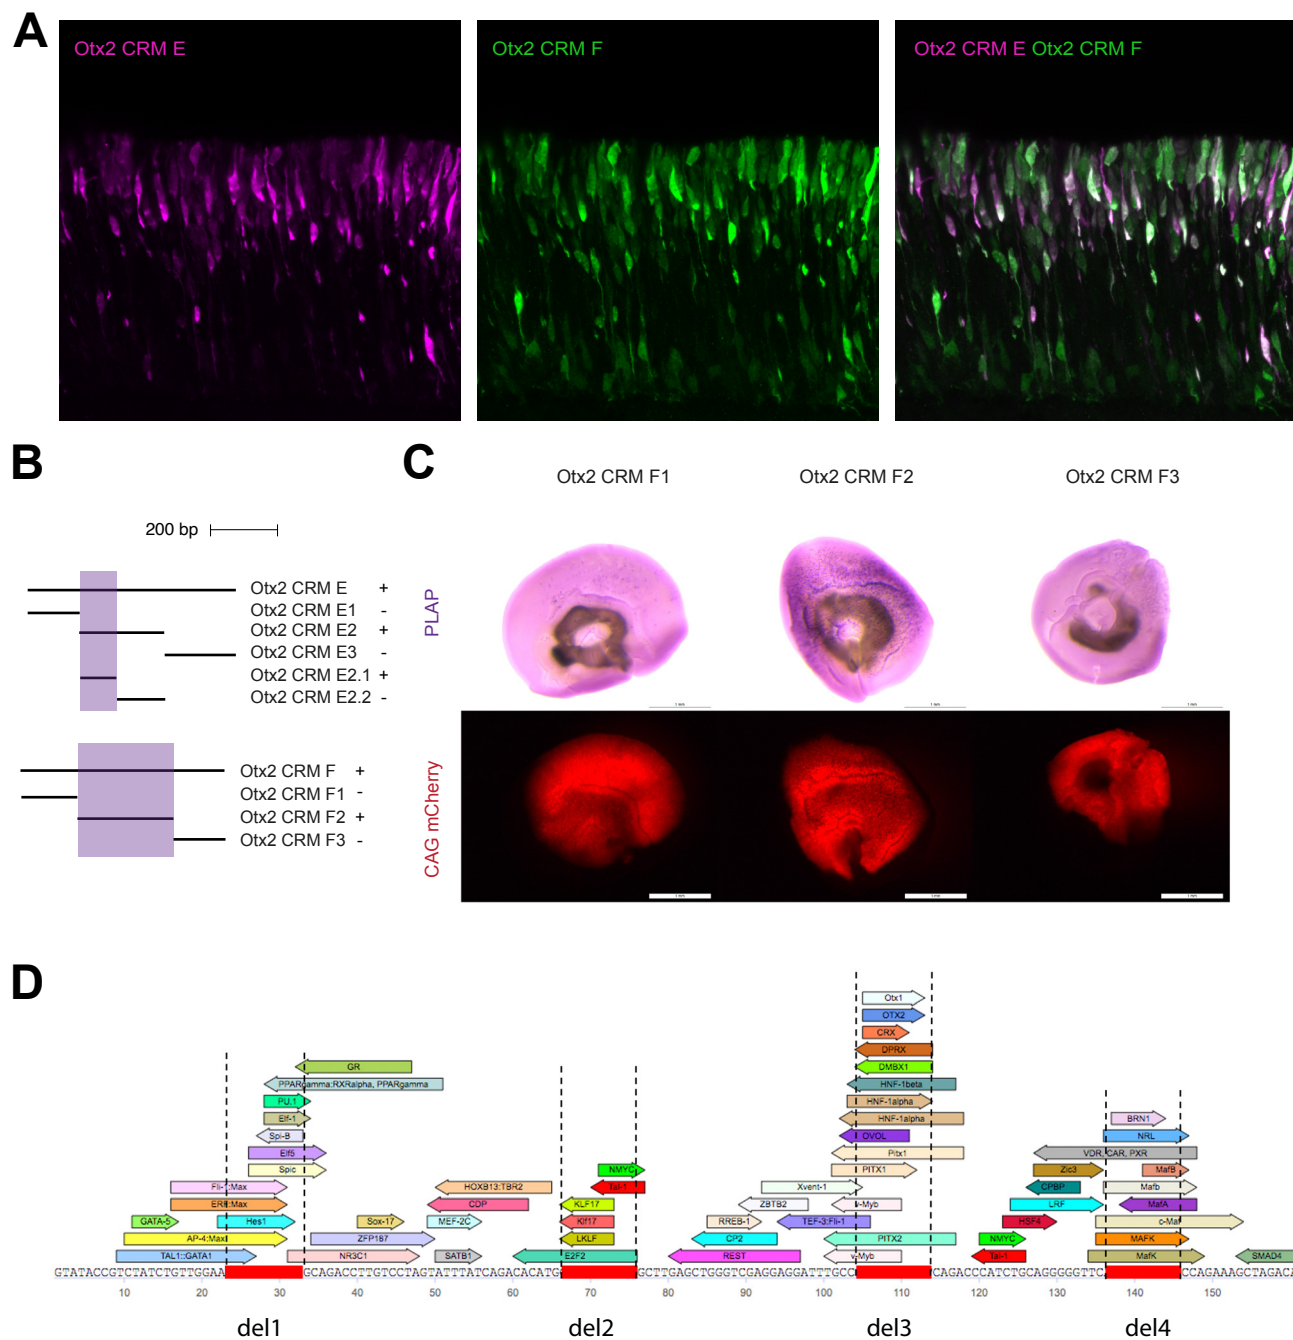 A
Otx2 CRM E
Otx2 CRM F
Otx2 CRM E Otx2 CRM F
B
200 bp
Otx2 CRM E +
Otx2 CRM E1 -
Otx2 CRM E2 +
Otx2 CRM E3 -
Otx2 CRM E2.1 +
Otx2 CRM E2.2 -
Otx2 CRM F +
Otx2 CRM F1 -
Otx2 CRM F2 +
Otx2 CRM F3 -
C
Otx2 CRM F1 Otx2 CRM F2 Otx2 CRM F3
PLAP
CAG mCherry
D
Otx1
OTX2
CRX
DPRX
GR DMBX1
PPARgamma:RXRalpha, PPARgamma HNF-1beta
PU.1 HNF-1alpha
Elf-1 HNF-1alpha BRN1
Spi-B OVOL NRL
Elf5 Pitx1 VDR, CAR, PXR
Spic NMYC PITX1 Zic3 MafB
Fli-1:Max HOXB13:TBR2 Tal-1 Xvent-1 CPBP Mafb
ERM:Max CDP KLF17 ZBTB2 v-Myb LRF MafA
GATA-5 Hes1 Sox-17 MEF-2C Klf17 RREB-1 TEF-3:Fli-1 HSF4 c-Maf
AP-4:Max ZFP187 LKLF CP2 PITX2 NMYC MAFK
TAL1::GATA1 NR3C1 SATB1 E2F2 REST v-Myb Tal-1 MafK SMAD4
GTATACCGTCTATCTGTTGGAA GCAGACCTTGTCCTAGTATTTATCAGACACATG GCTTGAGCTGGGTCGAGGAGGATTTGCC CAGACCCATCTGCAGGGGGTTC CCAGAAAGCTAGACA
10 20 30 40 50 60 70 80 90 100 110 120 130 140 150
del1 del2 del3 del4